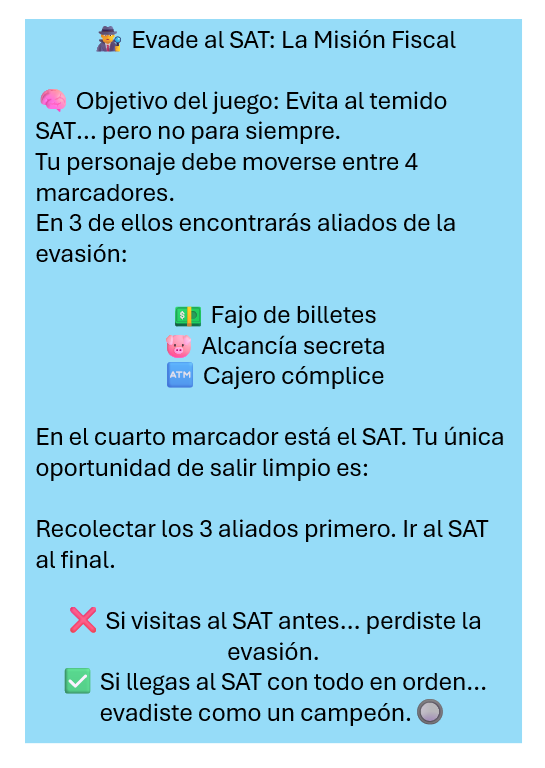 🕵️ Evade al SAT: La Misión Fiscal
🧠 Objetivo del juego: Evita al temido
SAT... pero no para siempre.
Tu personaje debe moverse entre 4
marcadores.
En 3 de ellos encontrarás aliados de la
evasión:
💵 Fajo de billetes
🐷 Alcancía secreta
🏧 Cajero cómplice
En el cuarto marcador está el SAT. Tu única
oportunidad de salir limpio es:
Recolectar los 3 aliados primero. Ir al SAT
al final.
❌ Si visitas al SAT antes... perdiste la
evasión.
✅ Si llegas al SAT con todo en orden...
evadiste como un campeón. 🔘